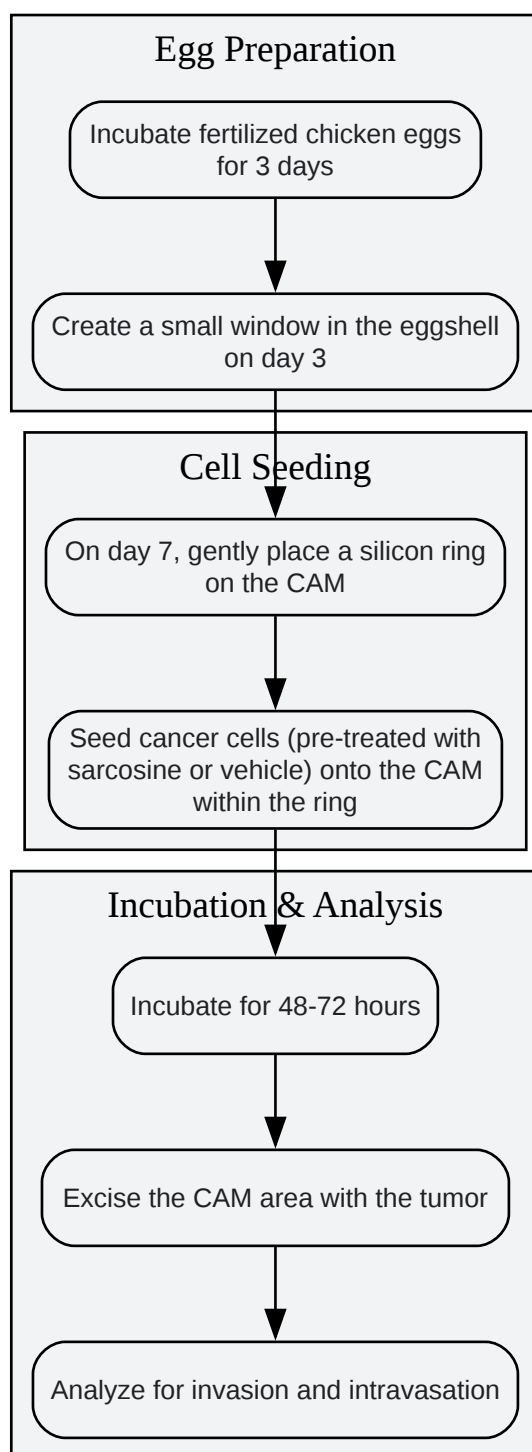 Egg Preparation
Incubate fertilized chicken eggs
for 3 days
Create a small window in the eggshell
on day 3
Cell Seeding
On day 7, gently place a silicon ring
on the CAM
Seed cancer cells (pre-treated with
sarcosine or vehicle) onto the CAM
within the ring
Incubation & Analysis
Incubate for 48-72 hours
Excise the CAM area with the tumor
Analyze for invasion and intravasation